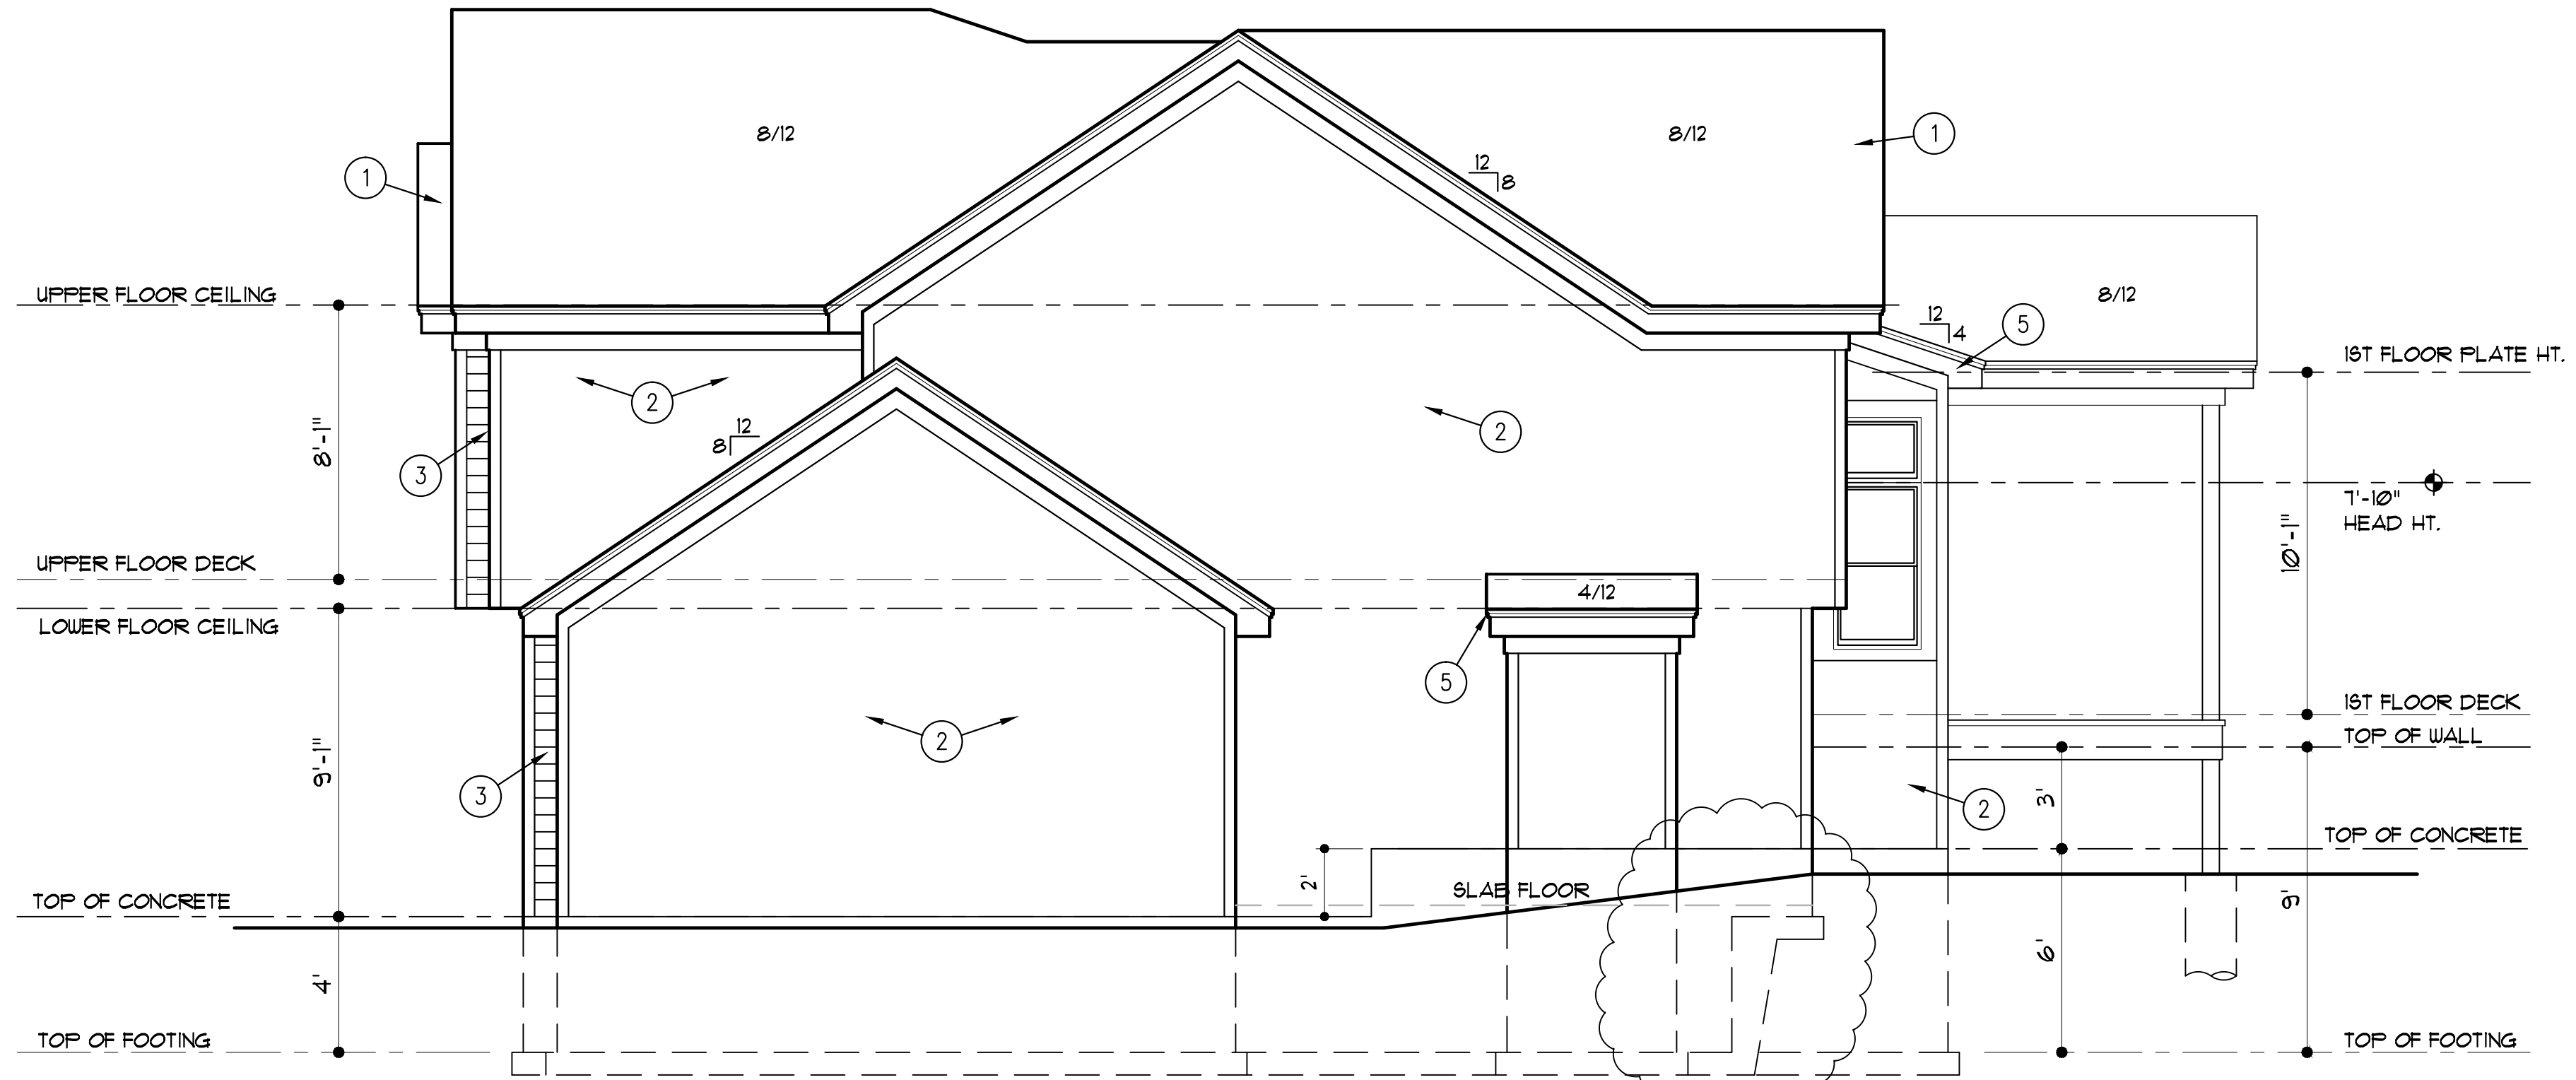 8/12
8/12
1
1
12
8
UPPER FLOOR CEILING
8/12
12
4
5
1ST FLOOR PLATE HT.
2
12
8
2
8'-1"
3
7'-10"
HEAD HT.
10'-1"
UPPER FLOOR DECK
4/12
LOWER FLOOR CEILING
5
1ST FLOOR DECK
2
TOP OF WALL
9'-1"
3
3'
2
TOP OF CONCRETE
2'
SLAB FLOOR
TOP OF CONCRETE
9'
6'
4'
TOP OF FOOTING
TOP OF FOOTING